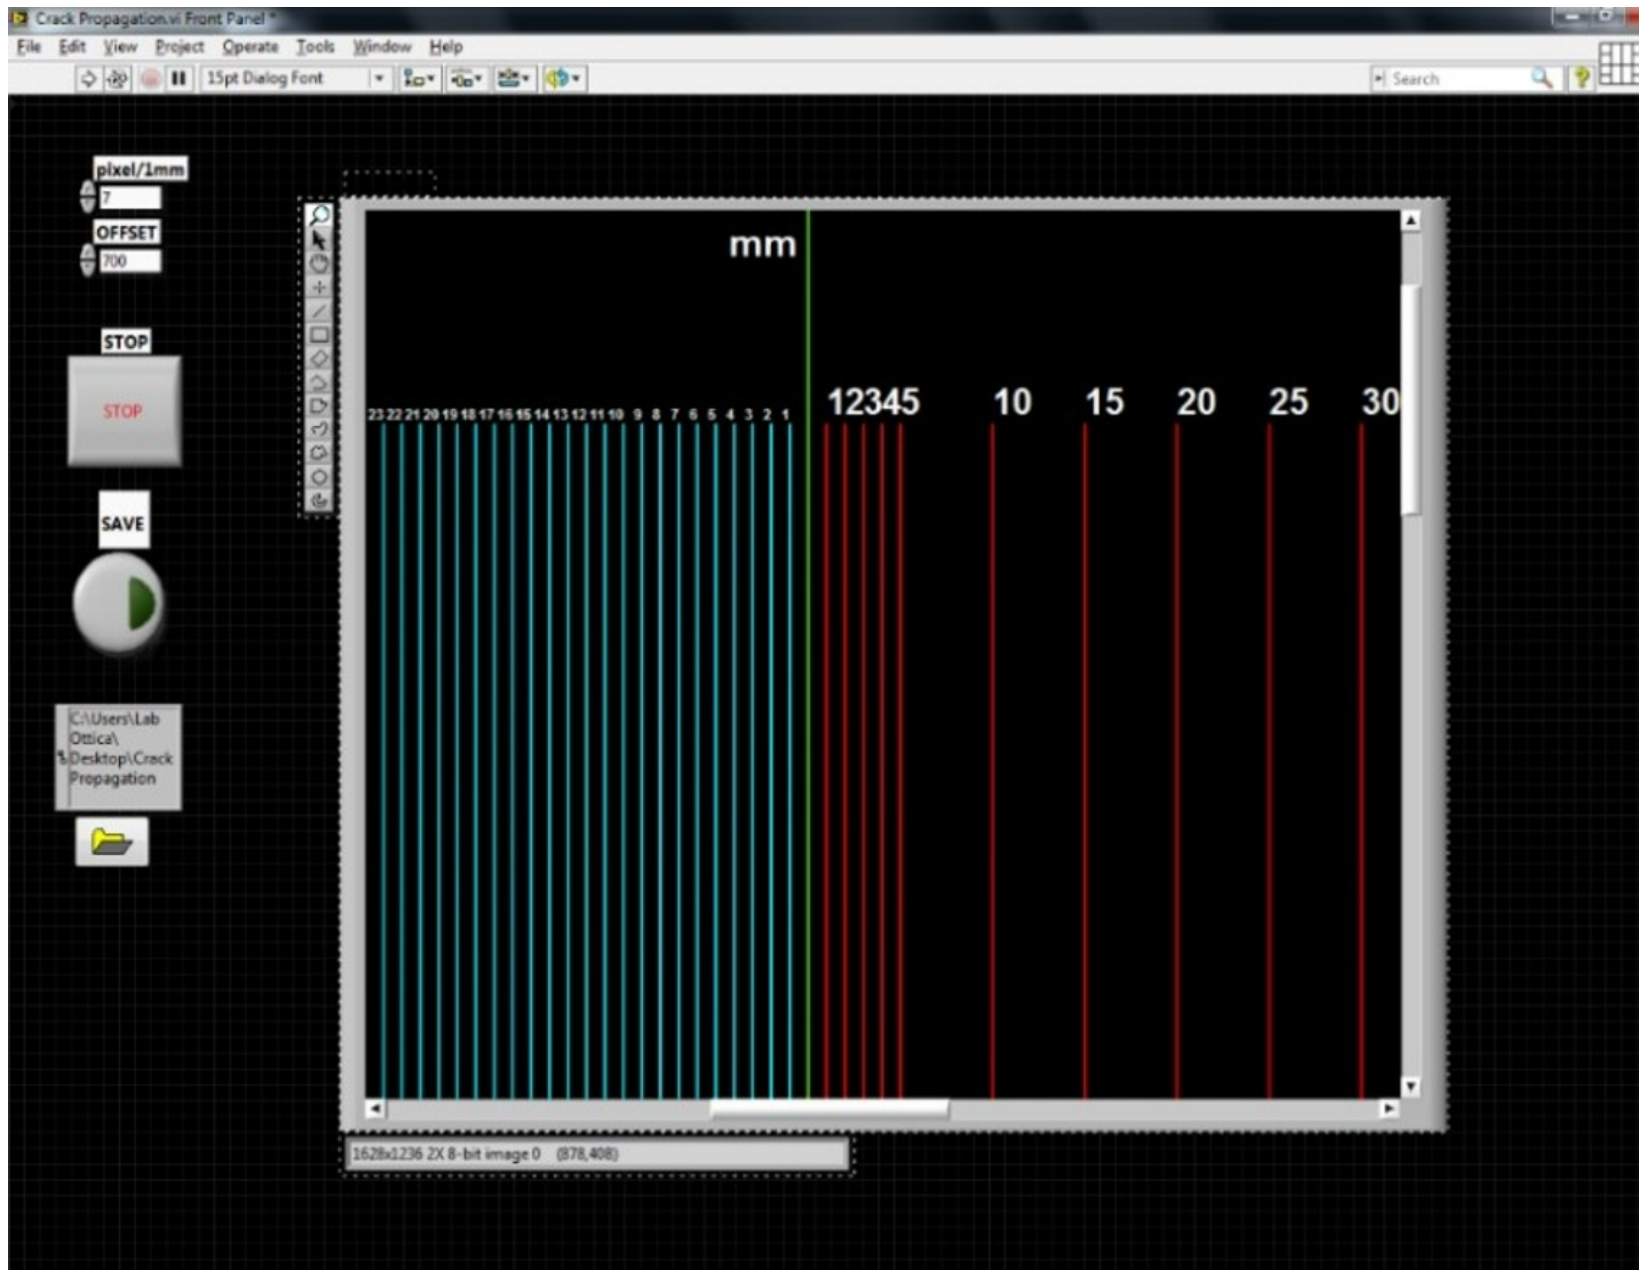 Crack Propagation.vi Front Panel *
File Edit View Project Operate Tools Window Help
15pt Dialog Font
Search
pixel/1mm
7
OFFSET
700
STOP
STOP
SAVE
C:\Users\Lab
Ottica\
Desktop\Crack
Propagation
mm
12345 10 15 20 25 30
23 22 21 20 19 18 17 16 15 14 13 12 11 10 9 8 7 6 5 4 3 2 1
1628x1236 2X 8-bit image 0 (878,408)